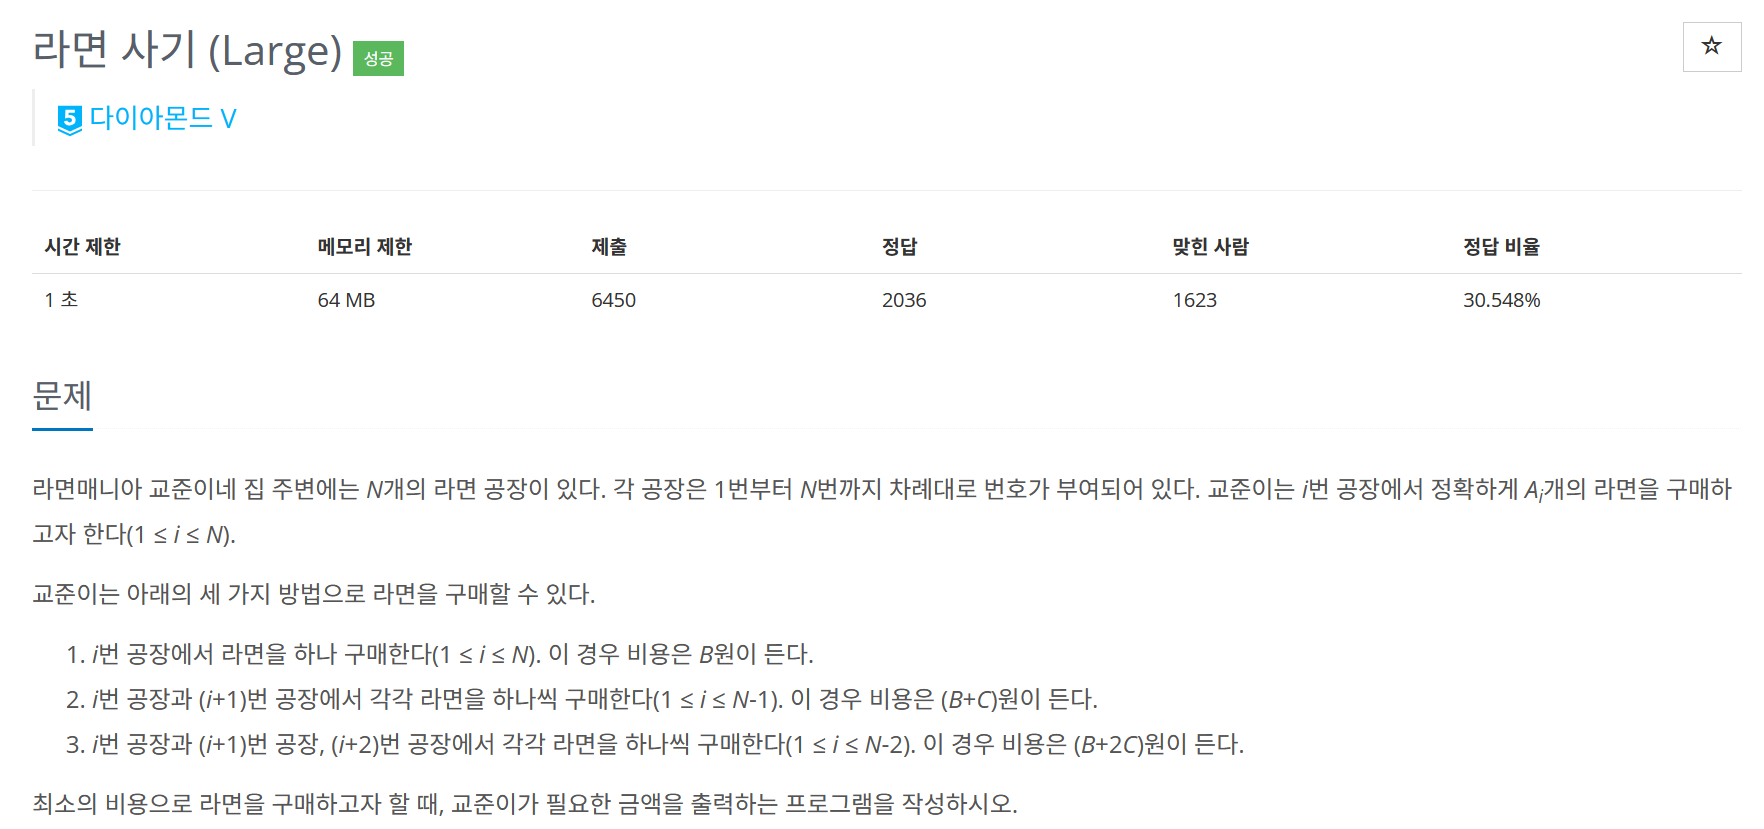 라면 사기 (Large) 성공
☆
5 다이아몬드 V
시간 제한 메모리 제한 제출 정답 맞힌 사람 정답 비율
1 초 64 MB 6450 2036 1623 30.548%
문제
라면매니아 교준이네 집 주변에는 N개의 라면 공장이 있다. 각 공장은 1번부터 N번까지 차례대로 번호가 부여되어 있다. 교준이는 i번 공장에서 정확하게 Ai개의 라면을 구매하
고자 한다(1 ≤ i ≤ N).
교준이는 아래의 세 가지 방법으로 라면을 구매할 수 있다.
1. i번 공장에서 라면을 하나 구매한다(1 ≤ i ≤ N). 이 경우 비용은 B원이 든다.
2. i번 공장과 (i+1)번 공장에서 각각 라면을 하나씩 구매한다(1 ≤ i ≤ N-1). 이 경우 비용은 (B+C)원이 든다.
3. i번 공장과 (i+1)번 공장, (i+2)번 공장에서 각각 라면을 하나씩 구매한다(1 ≤ i ≤ N-2). 이 경우 비용은 (B+2C)원이 든다.
최소의 비용으로 라면을 구매하고자 할 때, 교준이가 필요한 금액을 출력하는 프로그램을 작성하시오.